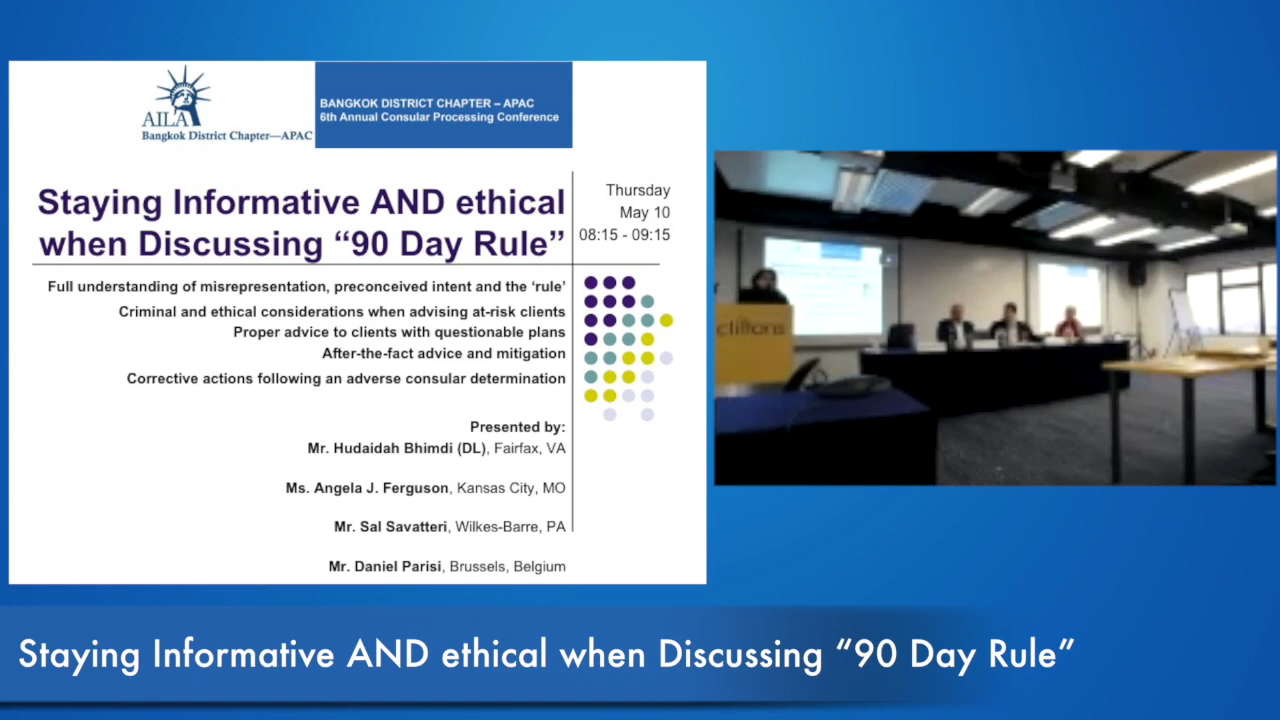 AILA
Bangkok District Chapter—APAC
BANGKOK DISTRICT CHAPTER – APAC
6th Annual Consular Processing Conference
Staying Informative AND ethical
when Discussing “90 Day Rule”
Thursday
May 10
08:15 - 09:15
Full understanding of misrepresentation, preconceived intent and the ‘rule’
Criminal and ethical considerations when advising at-risk clients
Proper advice to clients with questionable plans
After-the-fact advice and mitigation
Corrective actions following an adverse consular determination
Presented by:
Mr. Hudaidah Bhimdi (DL), Fairfax, VA
Ms. Angela J. Ferguson, Kansas City, MO
Mr. Sal Savatteri, Wilkes-Barre, PA
Mr. Daniel Parisi, Brussels, Belgium
cliftons
Staying Informative AND ethical when Discussing “90 Day Rule”